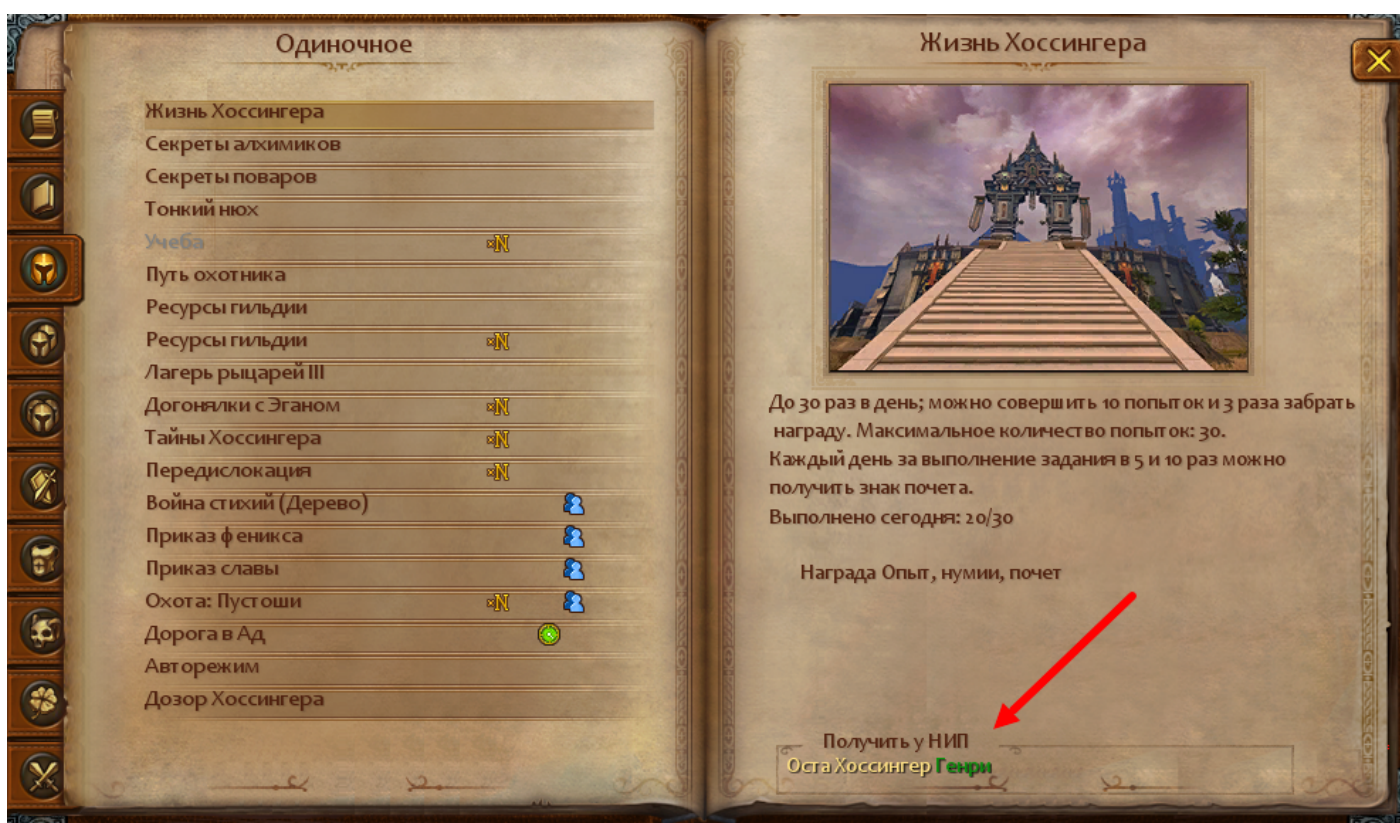 Одиночное
Жизнь Хоссингера
Секреты алхимиков
Секреты поваров
Тонкий нюх
Учеба ×N
Путь охотника
Ресурсы гильдии
Ресурсы гильдии ×N
Лагерь рыцарей III
Догонялки с Эганом ×N
Тайны Хоссингера ×N
Передислокация ×N
Война стихий (Дерево)
Приказ феникса
Приказ славы
Охота: Пустоши ×N
Дорога в Ад
Авторежим
Дозор Хоссингера
Жизнь Хоссингера
До 30 раз в день; можно совершить 10 попыток и 3 раза забрать
награду. Максимальное количество попыток: 30.
Каждый день за выполнение задания в 5 и 10 раз можно
получить знак почета.
Выполнено сегодня: 20/30
Награда Опыт, нумии, почет
Получить у НИП
Оста Хоссингер Генри